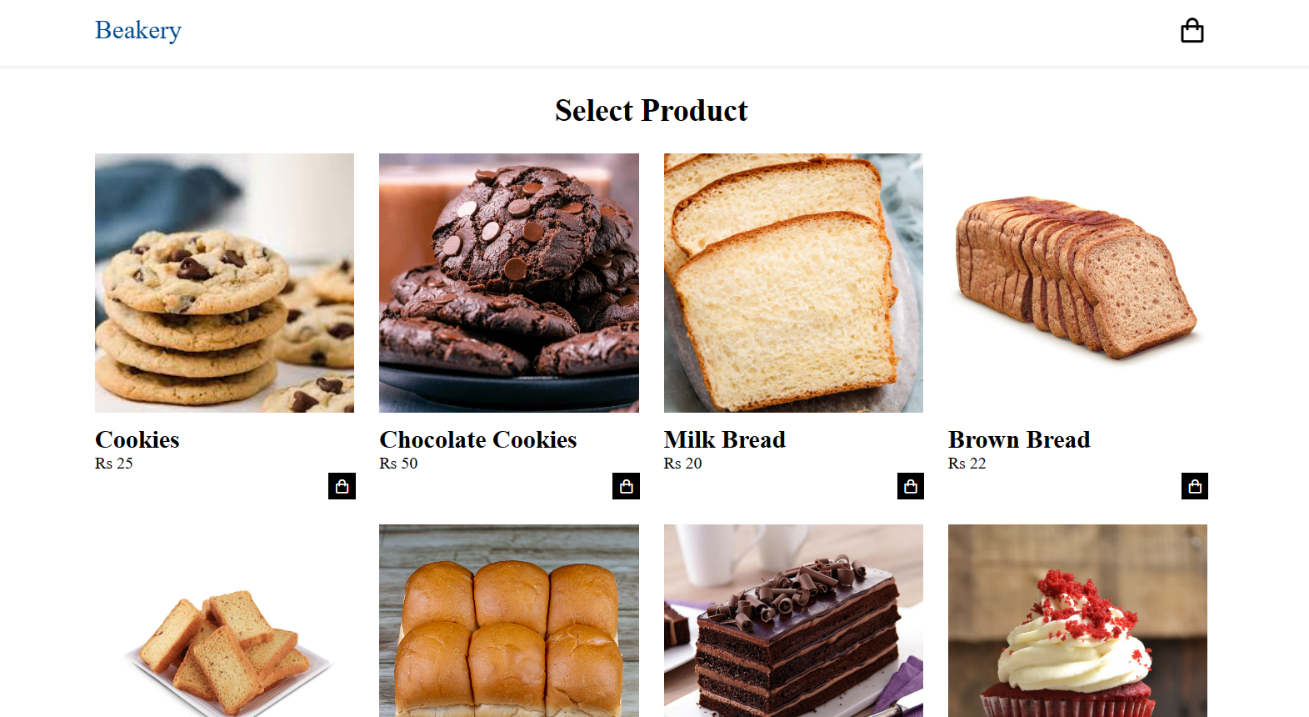 Beakery
Select Product
Cookies
Rs 25
Chocolate Cookies
Rs 50
Milk Bread
Rs 20
Brown Bread
Rs 22